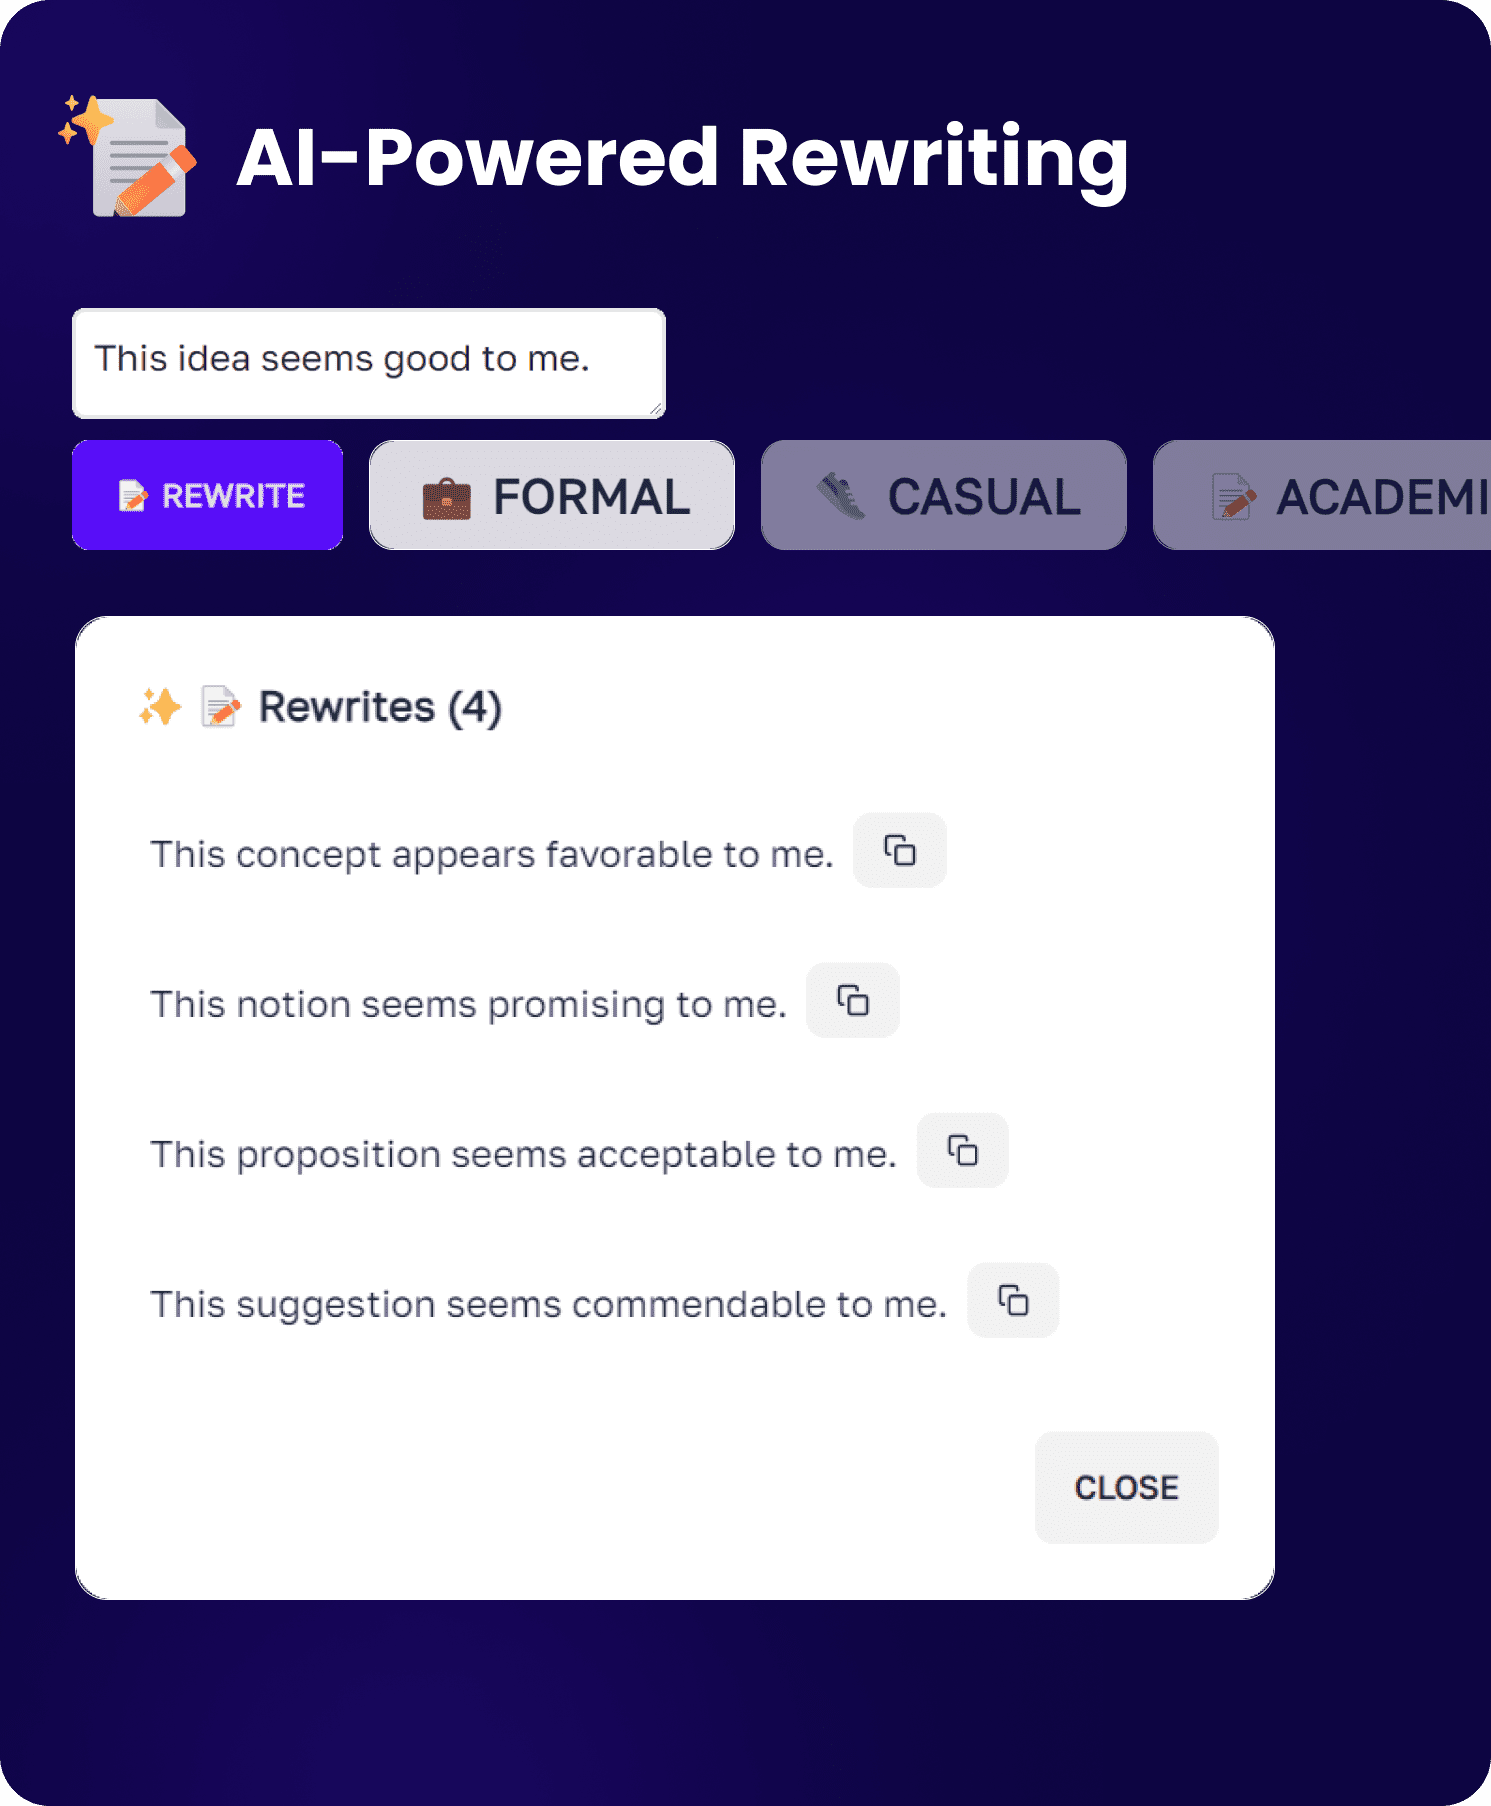 AI-Powered Rewriting
This idea seems good to me.
REWRITE
FORMAL
CASUAL
ACADEMI
Rewrites (4)
This concept appears favorable to me.
This notion seems promising to me.
This proposition seems acceptable to me.
This suggestion seems commendable to me.
CLOSE